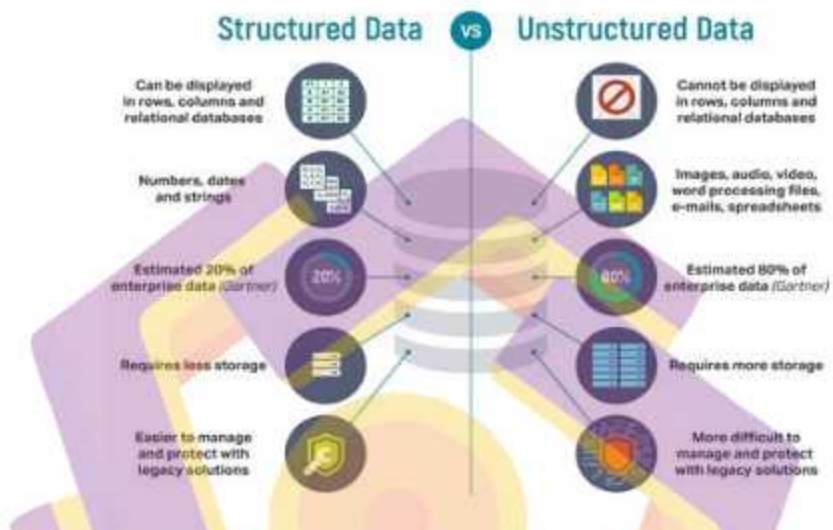 Structured Data
VS
Unstructured Data
Can be displayed
in rows, columns and
relational databases
Cannot be displayed
in rows, columns and
relational databases
Numbers, dates
and strings
Images, audio, video,
word processing files,
e-mails, spreadsheets
Estimated 20% of
enterprise data (Gartner)
20%
80%
Estimated 80% of
enterprise data (Gartner)
Requires less storage
Requires more storage
Easier to manage
and protect with
legacy solutions
More difficult to
manage and protect
with legacy solutions